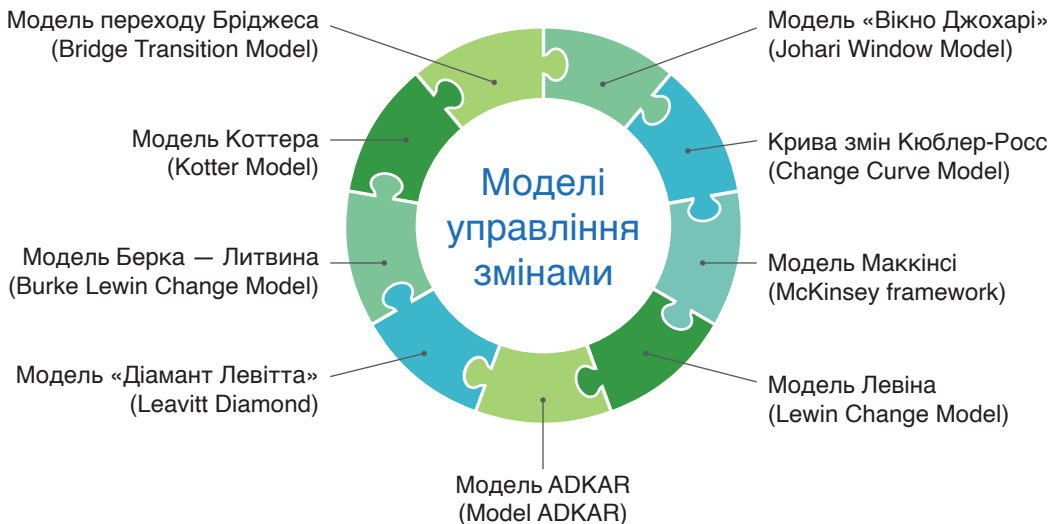 Модель переходу Бріджеса
(Bridge Transition Model)
Модель «Вікно Джохарі»
(Johari Window Model)
Модель Коттера
(Kotter Model)
Крива змін Кюблер-Росс
(Change Curve Model)
Моделі
управління
змінами
Модель Берка — Литвина
(Burke Lewin Change Model)
Модель Маккінсі
(McKinsey framework)
Модель «Діамант Левітта»
(Leavitt Diamond)
Модель Левіна
(Lewin Change Model)
Модель ADKAR
(Model ADKAR)